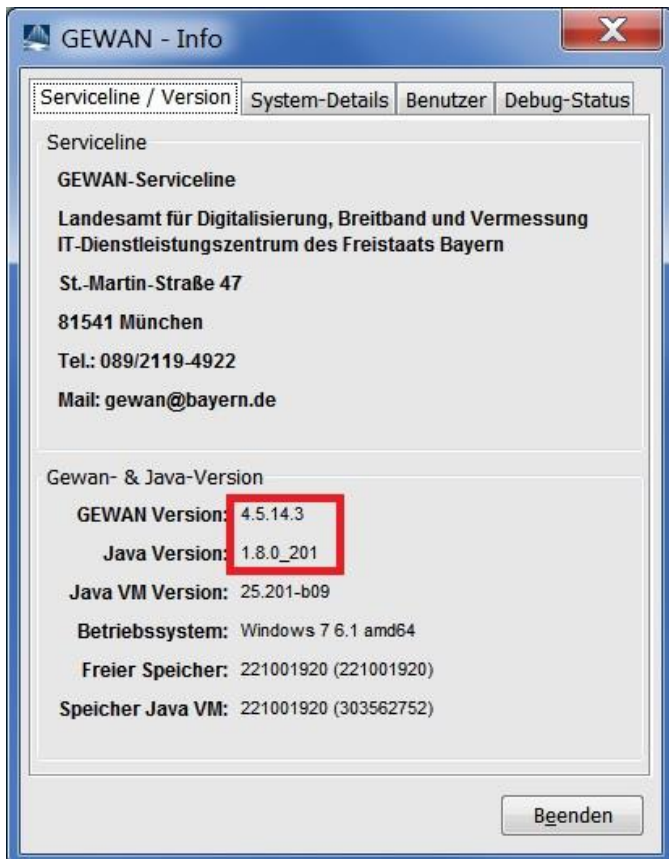 GEWAN - Info
Serviceline / Version System-Details Benutzer Debug-Status
Serviceline
GEWAN-Serviceline
Landesamt für Digitalisierung, Breitband und Vermessung
IT-Dienstleistungszentrum des Freistaats Bayern
St.-Martin-Straße 47
81541 München
Tel.: 089/2119-4922
Mail: gewan@bayern.de
Gewan- & Java-Version
GEWAN Version: 4.5.14.3
Java Version: 1.8.0_201
Java VM Version: 25.201-b09
Betriebssystem: Windows 7 6.1 amd64
Freier Speicher: 221001920 (221001920)
Speicher Java VM: 221001920 (303562752)
Beenden